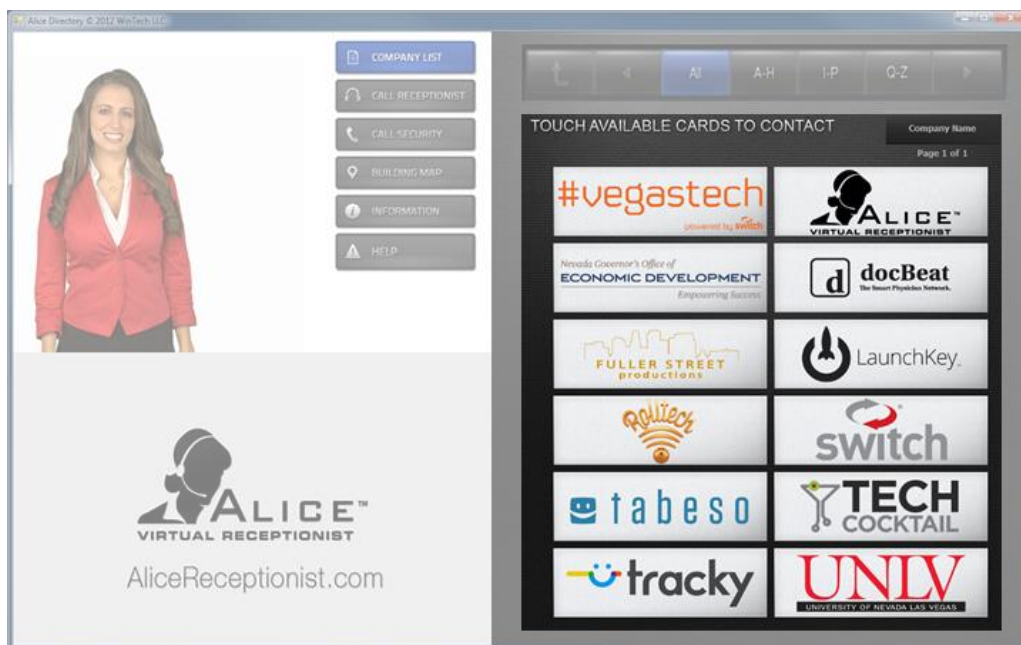 Alice Directory © 2012 WinTech LLC
COMPANY LIST
CALL RECEPTIONIST
CALL SECURITY
BUILDING MAP
INFORMATION
HELP
ALICE™
VIRTUAL RECEPTIONIST
AliceReceptionist.com
All
A-H
I-P
Q-Z
TOUCH AVAILABLE CARDS TO CONTACT
Company Name
Page 1 of 1
#vegastech
powered by switch
ALICE™
VIRTUAL RECEPTIONIST
Nevada Governor's Office of
ECONOMIC DEVELOPMENT
Empowering Success
d docBeat
The Smart Physician Network.
FULLER STREET
productions
LaunchKey
Rollitech
switch
tabeso
TECH
COCKTAIL
tracky
UNLV
UNIVERSITY OF NEVADA LAS VEGAS